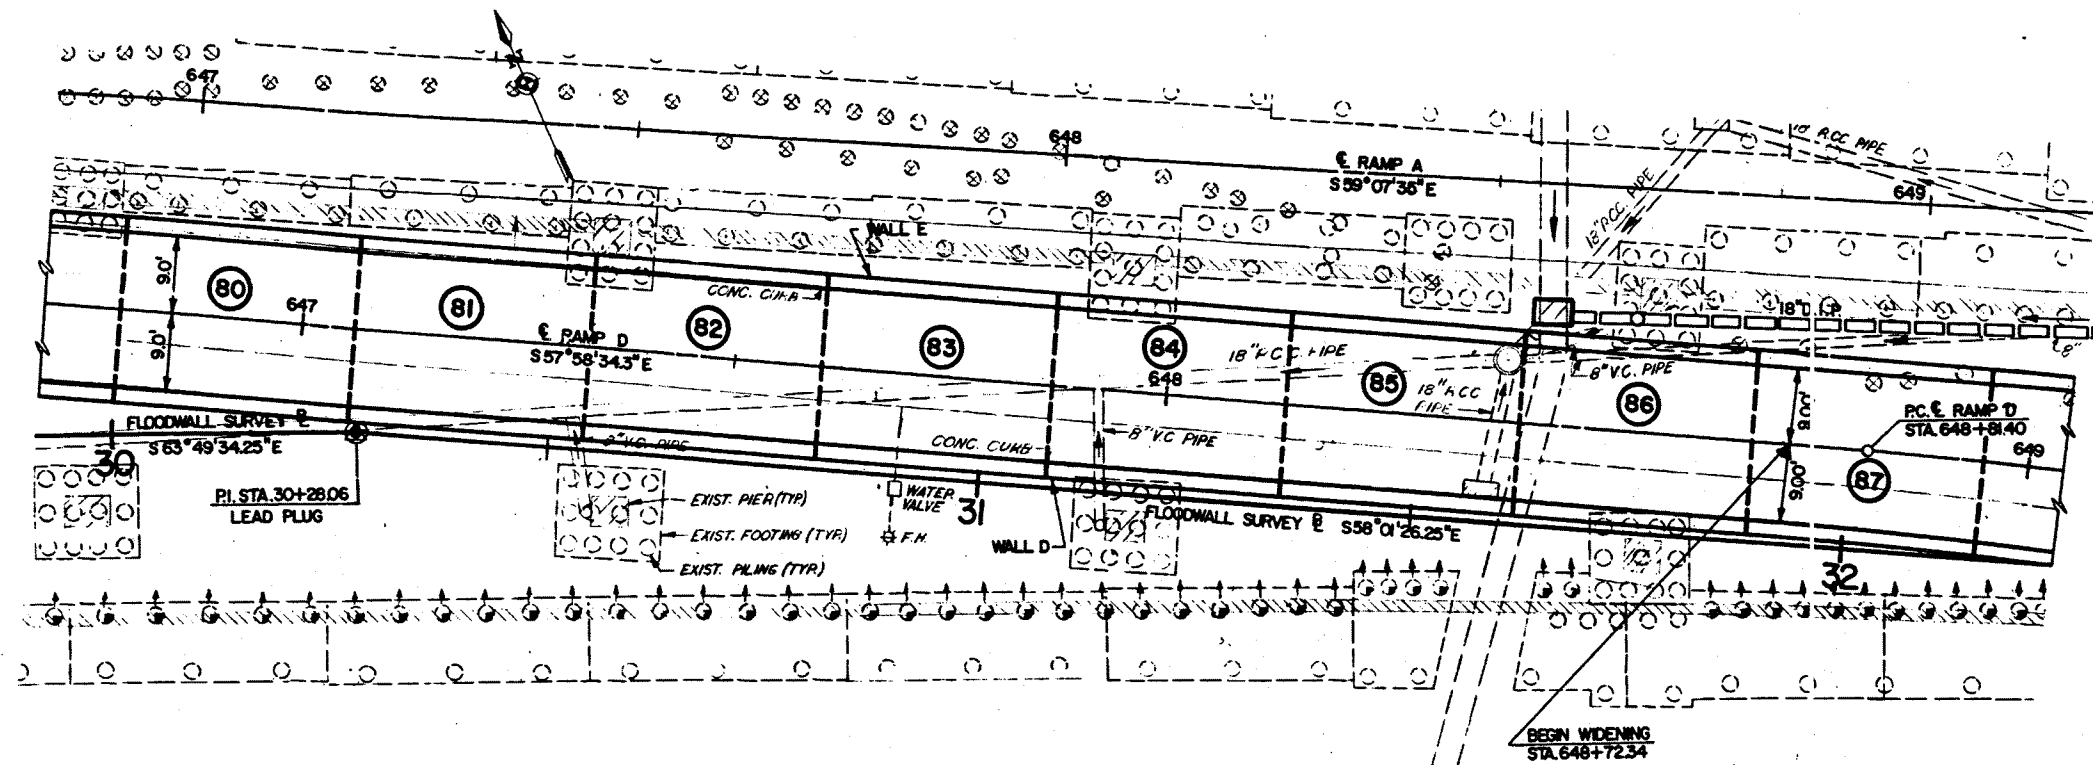 647
648
℄ RAMP A
S 59°07'35"E
18" R.C.C. PIPE
649
18" R.C.C. PIPE
WALL E
9.0'
80
647
81
CONC. CURB
82
83
84
18" D.I.P.
9.0'
℄ RAMP D
S 57°58'34.3"E
18" R.C.C. PIPE
648
85
18" R.C.C.
PIPE
8" V.C. PIPE
8"
86
9.00'
P.C. ℄ RAMP D
STA. 648+81.40
649
FLOODWALL SURVEY ⅊
S 63°49'34.25"E
30
P.I. STA. 30+28.06
LEAD PLUG
8" V.C. PIPE
CONC. CURB
8" V.C. PIPE
9.00'
87
EXIST. PIER (TYP.)
EXIST. FOOTING (TYP.)
EXIST. PILING (TYP.)
WATER
VALVE
F.H.
31
WALL D
FLOODWALL SURVEY ⅊ S58°01'26.25"E
32
BEGIN WIDENING
STA. 648+72.34